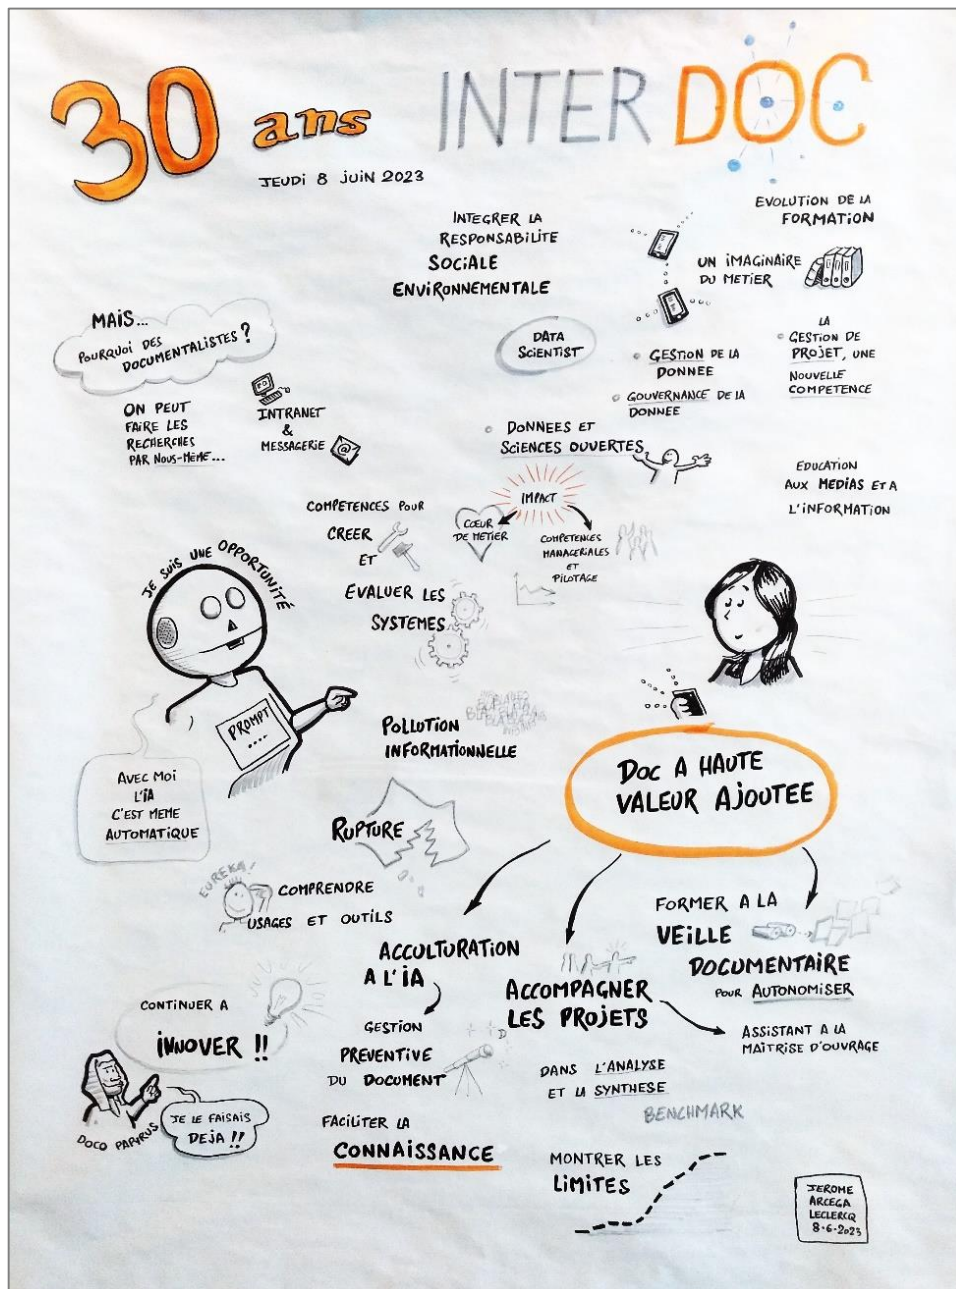 30 ans
INTERDOC
JEUDI 8 JUIN 2023
INTEGRER LA
RESPONSABILITE
SOCIALE
ENVIRONNEMENTALE
EVOLUTION DE LA
FORMATION
UN IMAGINAIRE
DU METIER
MAIS...
POURQUOI DES
DOCUMENTALISTES ?
ON PEUT
FAIRE LES
RECHERCHES
PAR NOUS-MÊME...
INTRANET
&
MESSAGERIE
@
DATA
SCIENTIST
GESTION DE LA
DONNEE
GOUVERNANCE DE LA
DONNEE
DONNEES ET
SCIENCES OUVERTES
LA
GESTION DE
PROJET, UNE
NOUVELLE
COMPETENCE
EDUCATION
AUX MEDIAS ET A
L'INFORMATION
IMPACT
CŒUR
DE METIER
COMPETENCES
MANAGERIALES
ET
PILOTAGE
COMPETENCES POUR
CREER
ET
EVALUER LES
SYSTEMES
JE SUIS UNE OPPORTUNITÉ
PROMPT
....
AVEC MOI
L'IA
C'EST MEME
AUTOMATIQUE
POLLUTION
INFORMATIONNELLE
RUPTURE
EUREKA!
COMPRENDRE
USAGES ET OUTILS
DOC A HAUTE
VALEUR AJOUTEE
ACCULTURATION
A L'IA
GESTION
PREVENTIVE
DU DOCUMENT
FACILITER LA
CONNAISSANCE
ACCOMPAGNER
LES PROJETS
DANS L'ANALYSE
ET LA SYNTHESE
BENCHMARK
MONTRER LES
LIMITES
FORMER A LA
VEILLE
DOCUMENTAIRE
POUR AUTONOMISER
ASSISTANT A LA
MAÎTRISE D'OUVRAGE
CONTINUER A
INNOVER !!
DOCO PAPYRUS
JE LE FAISAIS
DEJA !!
JEROME
ARCEGA
LECLERCQ
8-6-2023